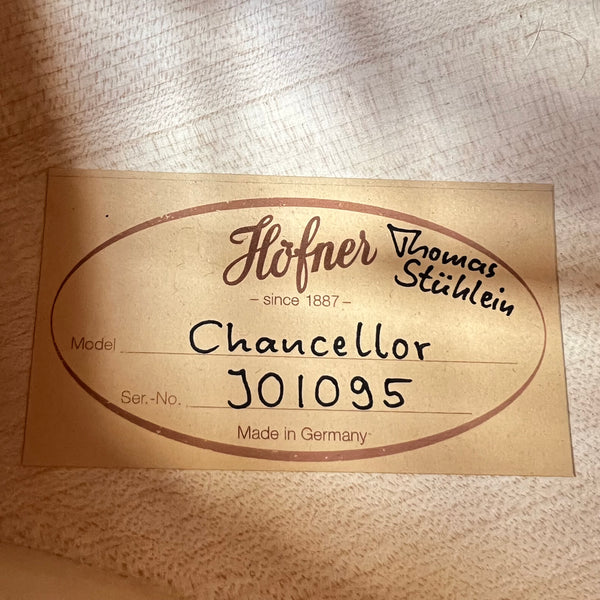 Höfner
Thomas
Stühlein
– since 1887 –
Model Chancellor
Ser.-No. J01095
Made in Germany